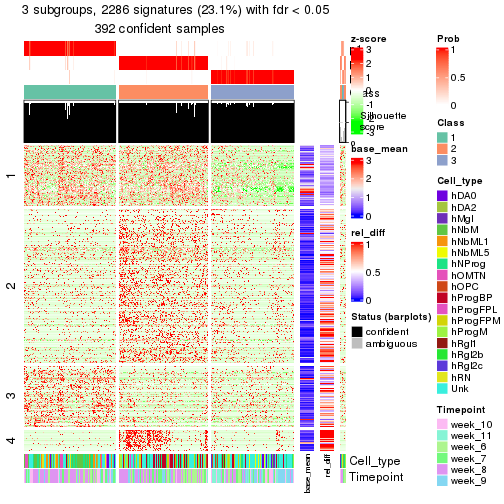 3 subgroups, 2286 signatures (23.1%) with fdr < 0.05
392 confident samples
z-score
3
2
1
0
-1
-2
-3
Silhouette
score
base_mean
3
2
1
0
rel_diff
1
0.5
0
Status (barplots)
confident
ambiguous
Prob
1
0.5
0
Class
1
2
3
Cell_type
hDA0
hDA2
hMgl
hNbM
hNbML1
hNbML5
hNProg
hOMTN
hOPC
hProgBP
hProgFPL
hProgFPM
hProgM
hRgl1
hRgl2b
hRgl2c
hRN
Unk
Timepoint
week_10
week_11
week_6
week_7
week_8
week_9
1
2
3
4
Cell_type
Timepoint
base_mean
rel_diff